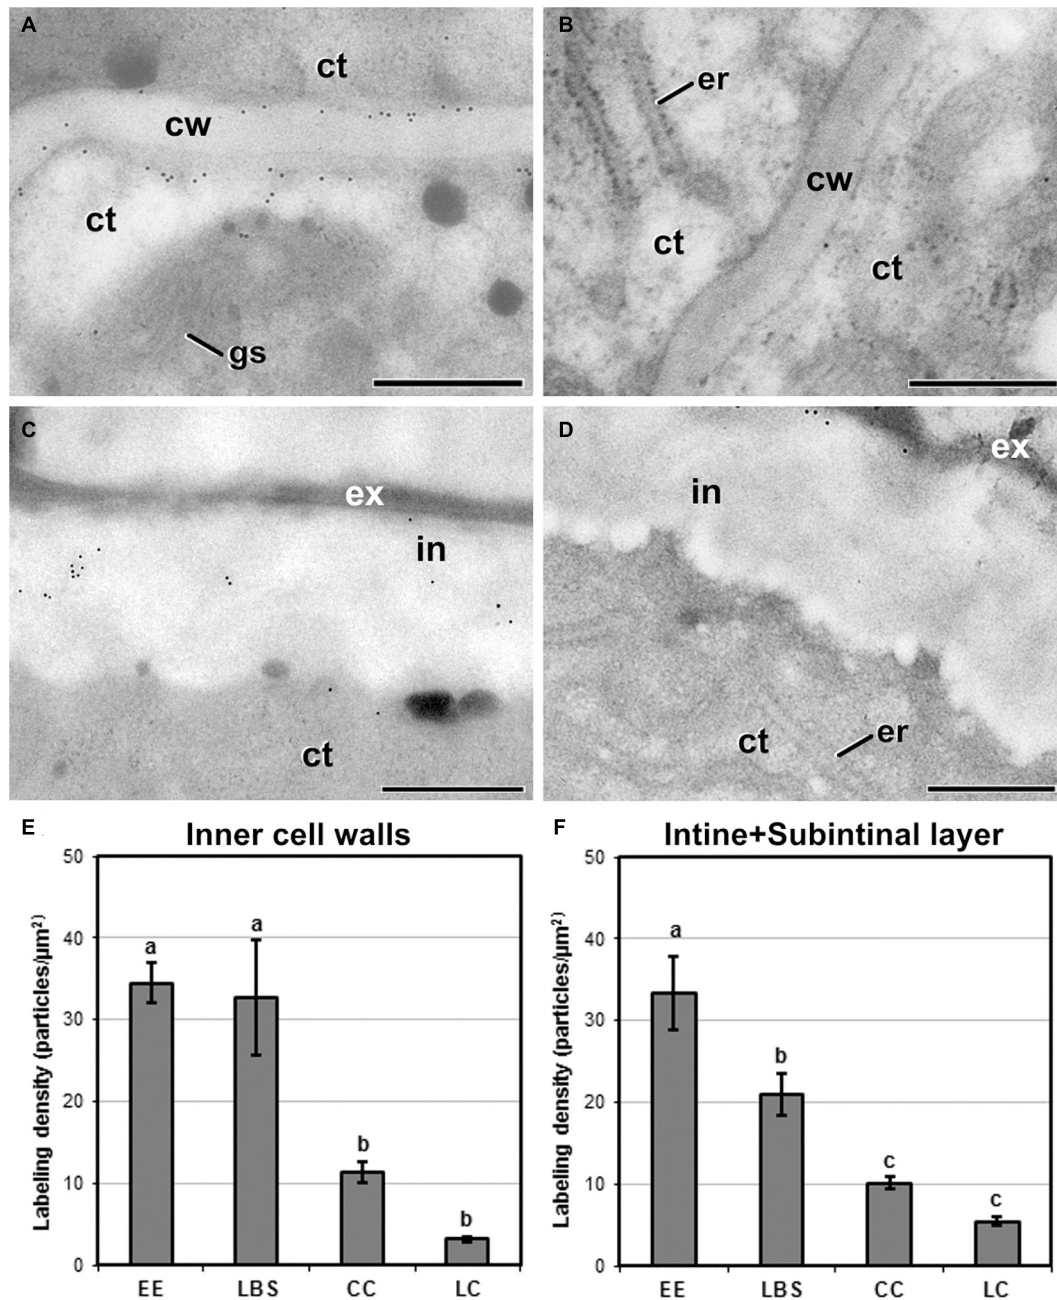 A
ct
cw
ct
gs
B
er
cw
ct
ct
C
ex
in
ct
D
ex
in
ct
er
E
Inner cell walls
Labeling density (particles/µm²)
50
40
30
20
10
0
a
a
b
b
EE LBS CC LC
F
Intine+Subintinal layer
Labeling density (particles/µm²)
50
40
30
20
10
0
a
b
c
c
EE LBS CC LC